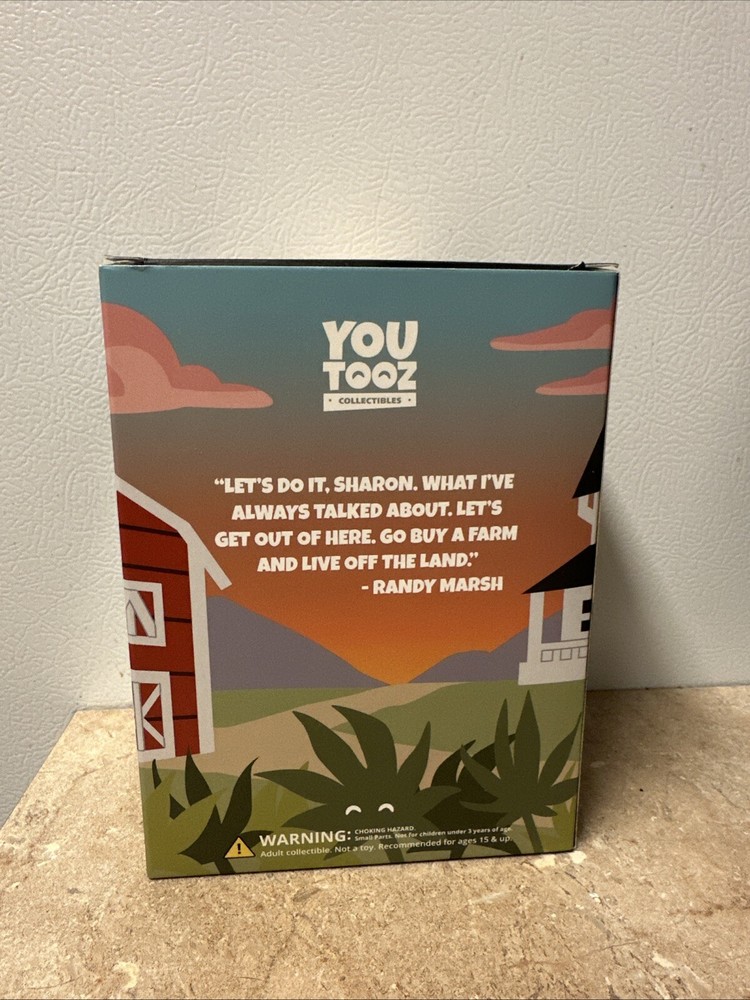 YOU
TOOZ
• COLLECTIBLES •
“LET’S DO IT, SHARON. WHAT I’VE
ALWAYS TALKED ABOUT. LET’S
GET OUT OF HERE. GO BUY A FARM
AND LIVE OFF THE LAND.”
- RANDY MARSH
WARNING: CHOKING HAZARD.
Small Parts. Not for children under 3 years of age.
Adult collectible. Not a toy. Recommended for ages 15 & up.